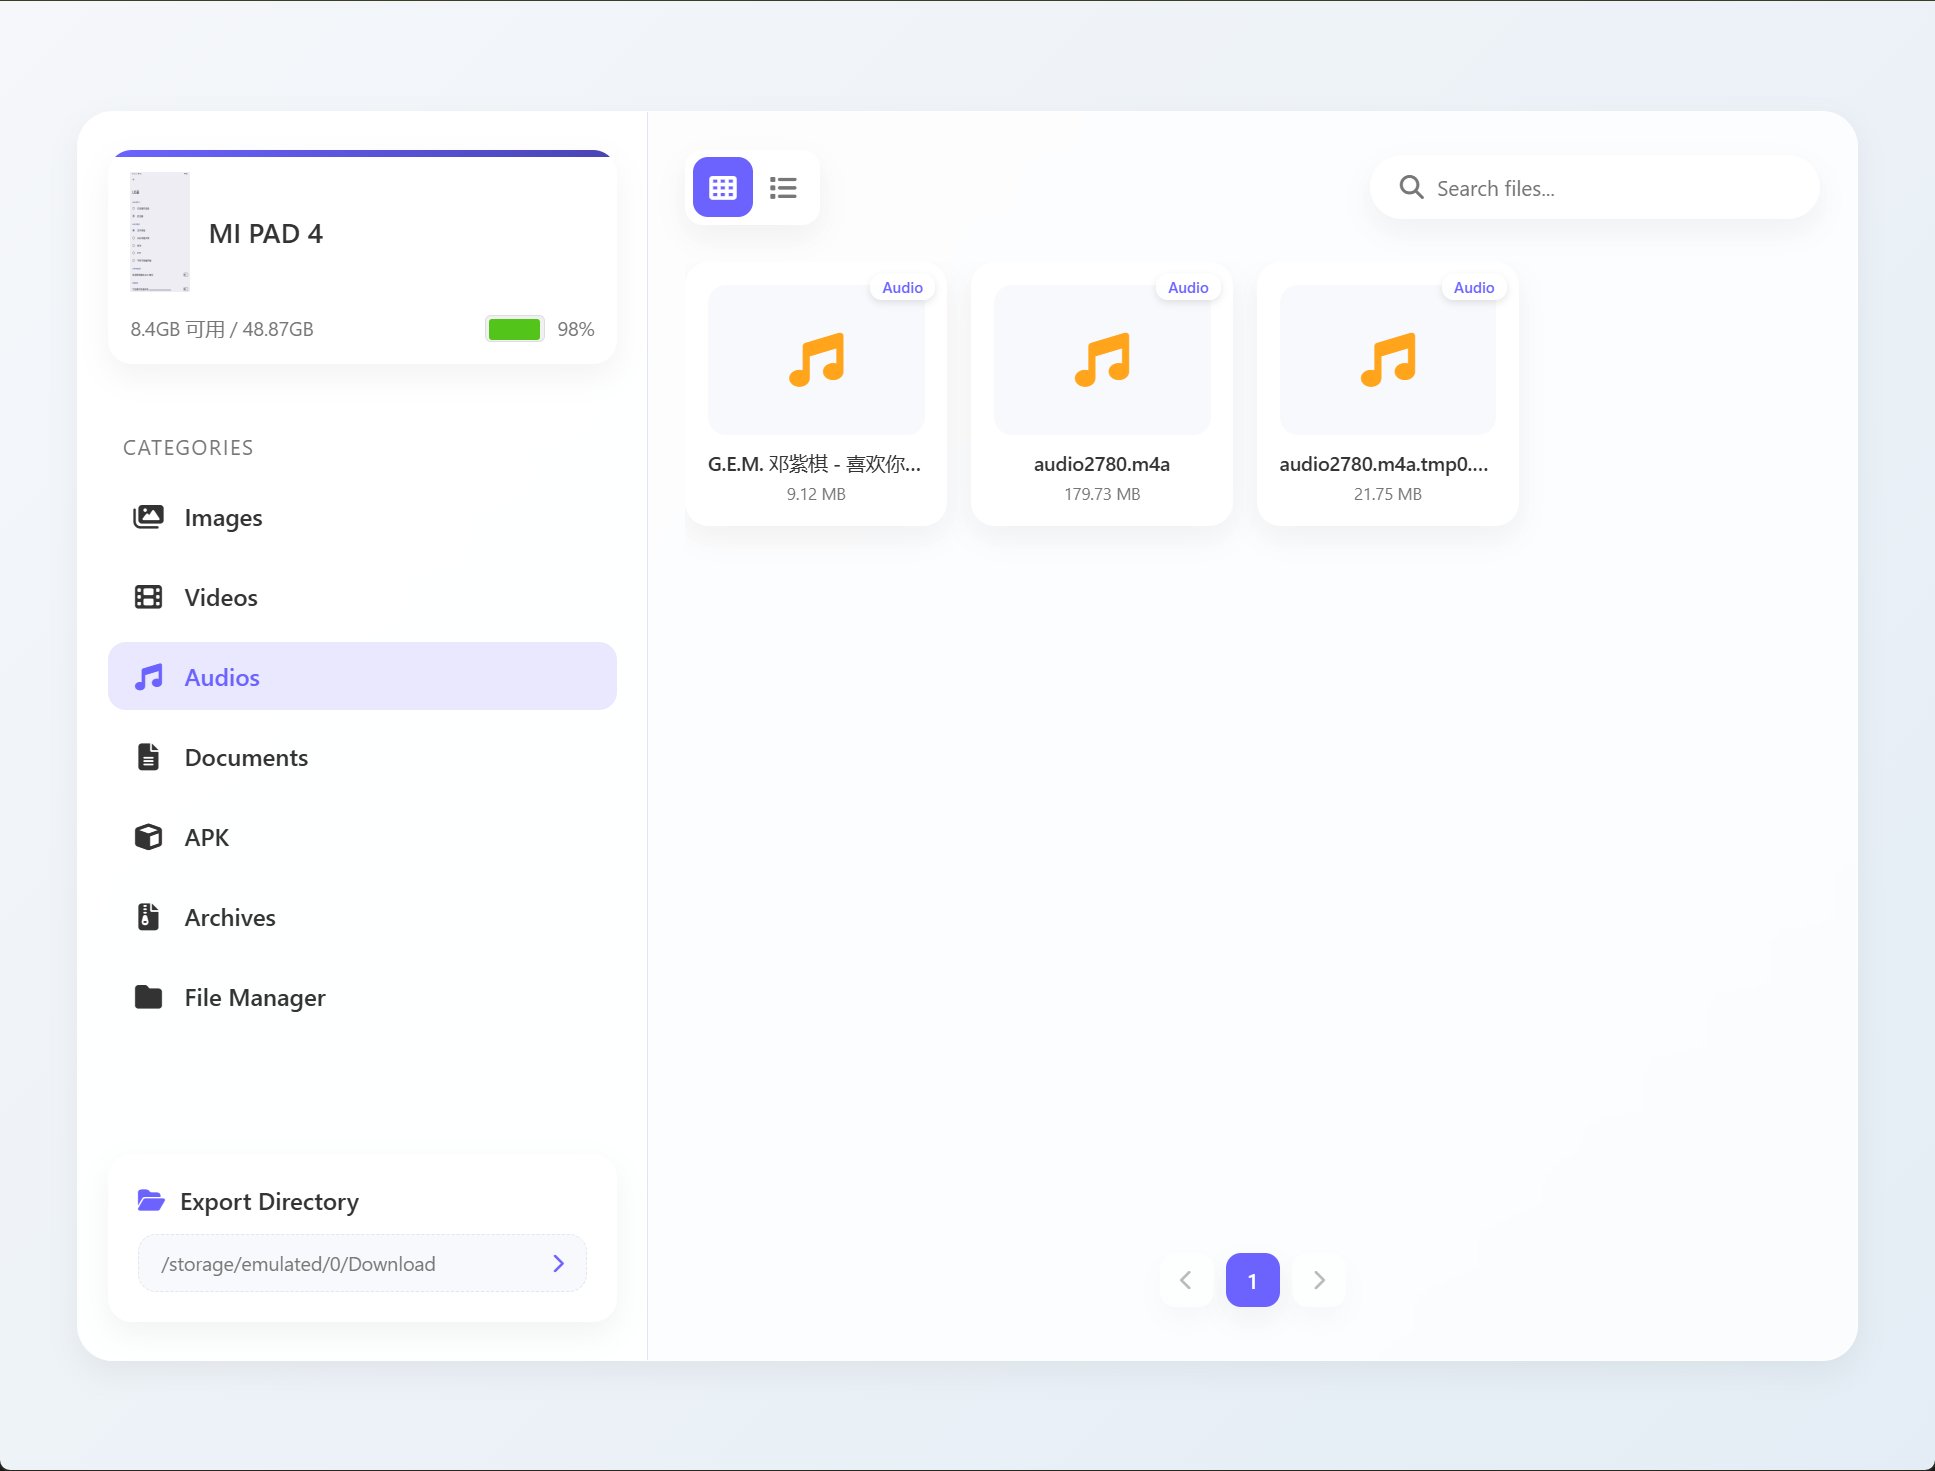 MI PAD 4
8.4GB 可用 / 48.87GB
98%
CATEGORIES
Images
Videos
Audios
Documents
APK
Archives
File Manager
Export Directory
/storage/emulated/0/Download
Search files...
Audio
G.E.M. 邓紫棋 - 喜欢你...
9.12 MB
Audio
audio2780.m4a
179.73 MB
Audio
audio2780.m4a.tmp0....
21.75 MB
1